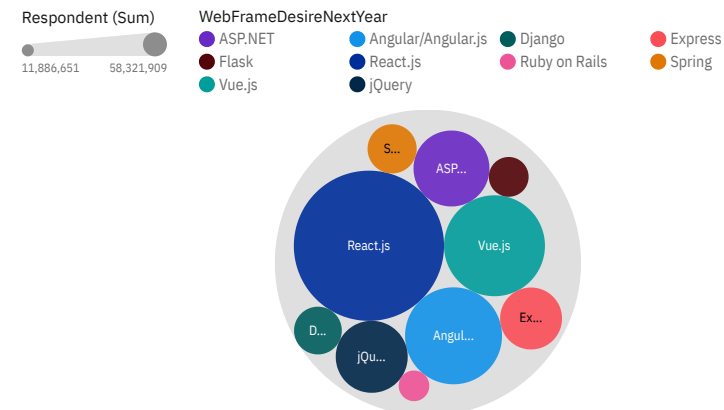 Respondent (Sum)
11,886,651 58,321,909
WebFrameDesireNextYear
ASP.NET Angular/Angular.js Django Express
Flask React.js Ruby on Rails Spring
Vue.js jQuery
S...
ASP...
React.js Vue.js
Ex...
D...
Angul...
jQu...